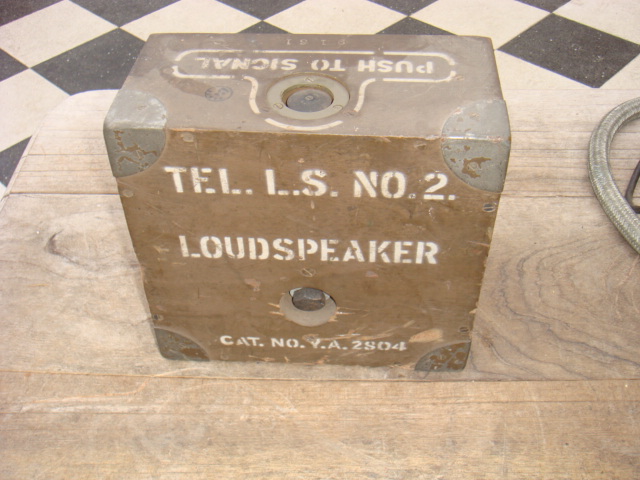 PUSH TO SIGNAL
TEL. L.S. NO. 2.
LOUDSPEAKER
CAT. NO. Y.A. 2804